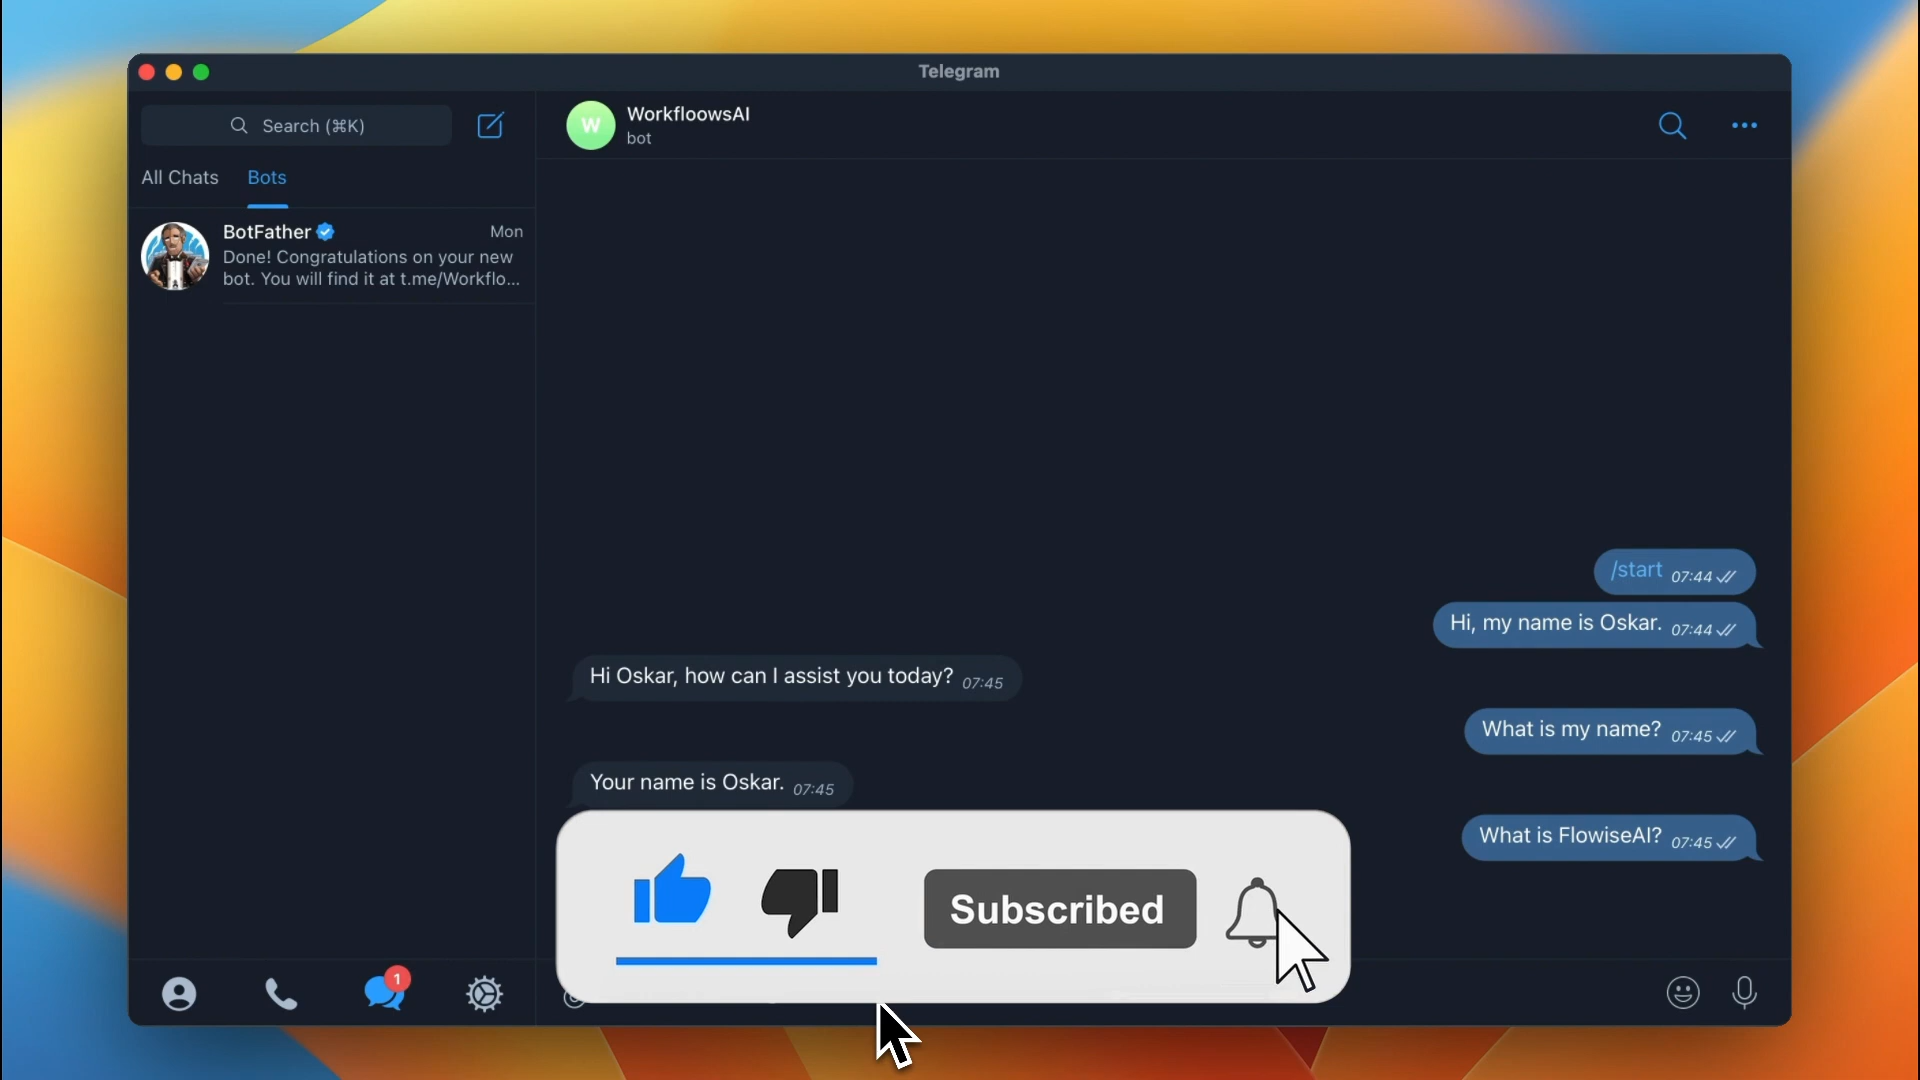 Telegram
Search (⌘K)
All Chats
Bots
BotFather
Mon
Done! Congratulations on your new
bot. You will find it at t.me/Workflo...
W
WorkfloowsAI
bot
/start 07:44
Hi, my name is Oskar. 07:44
Hi Oskar, how can I assist you today? 07:45
What is my name? 07:45
Your name is Oskar. 07:45
What is FlowiseAI? 07:45
Subscribed
1